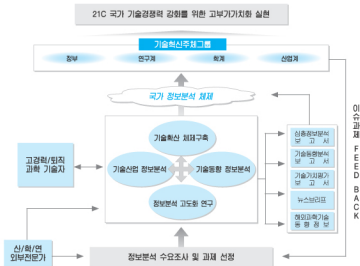 21C 국가 기술경쟁력 강화를 위한 고부가가치화 실현
기술혁신주체그룹
정부 연구계 학계 산업계
국가 정보분석 체제
기술확산 체제구축
기술산업 정보분석
기술동향 정보분석
정보분석 고도화 연구
고경력/퇴직
과학 기술자
산/학/연
외부전문가
심층정보분석
보고서
기술동향분석
보고서
기술가치평가
보고서
뉴스브리프
해외과학기술
동향정보
이슈과제 FEED BACK
정보분석 수요조사 및 과제 선정